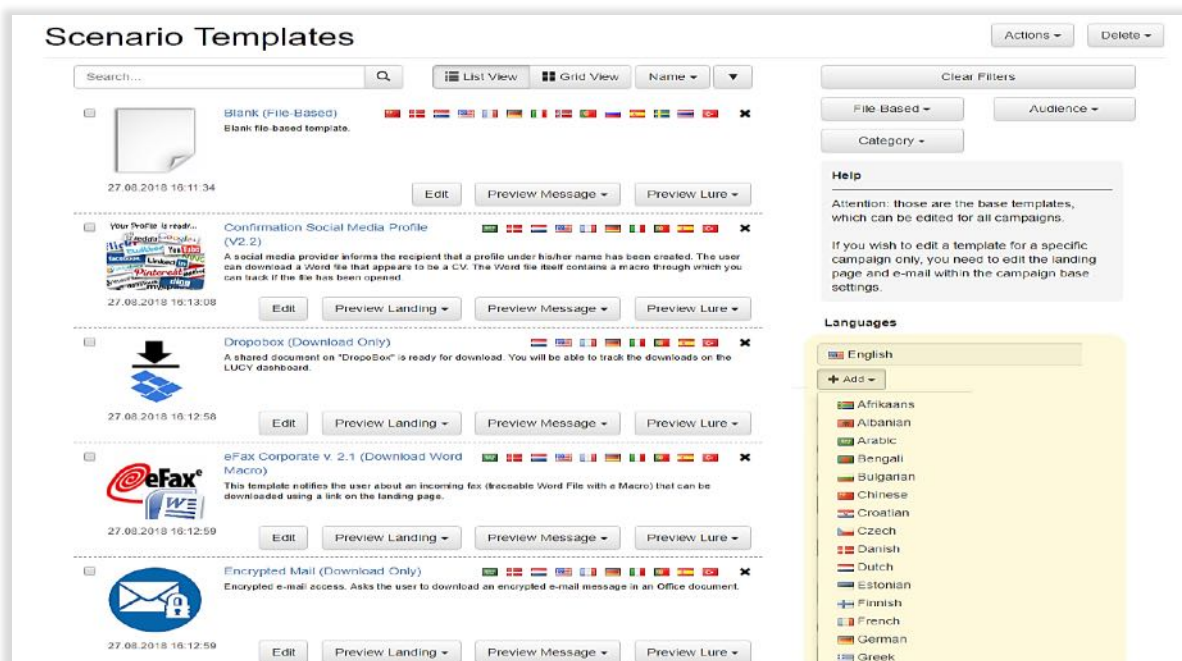 Scenario Templates
Actions
Delete
Search...
List View
Grid View
Name
Clear Filters
File-Based
Audience
Category
Blank (File-Based)
Blank file-based template.
27.08.2018 16:11:34
Edit
Preview Message
Preview Lure
Your Profile is ready...
YouTube
LinkedIn
Pinterest
Confirmation Social Media Profile
(V2.2)
A social media provider informs the recipient that a profile under his/her name has been created. The user
can download a Word file that appears to be a CV. The Word file itself contains a macro through which you
can track if the file has been opened.
27.08.2018 16:13:08
Edit
Preview Landing
Preview Message
Preview Lure
Dropobox (Download Only)
A shared document on "DropoBox" is ready for download. You will be able to track the downloads on the
LUCY dashboard.
27.08.2018 16:12:58
Edit
Preview Landing
Preview Message
Preview Lure
eFax
W
eFax Corporate v. 2.1 (Download Word
Macro)
This template notifies the user about an incoming fax (traceable Word File with a Macro) that can be
downloaded using a link on the landing page.
27.08.2018 16:12:59
Edit
Preview Landing
Preview Message
Preview Lure
Encrypted Mail (Download Only)
Encrypted e-mail access. Asks the user to download an encrypted e-mail message in an Office document.
27.08.2018 16:12:59
Edit
Preview Landing
Preview Message
Preview Lure
Help
Attention: those are the base templates,
which can be edited for all campaigns.
If you wish to edit a template for a specific
campaign only, you need to edit the landing
page and e-mail within the campaign base
settings.
Languages
English
+ Add
Afrikaans
Albanian
Arabic
Bengali
Bulgarian
Chinese
Croatian
Czech
Danish
Dutch
Estonian
Finnish
French
German
Greek